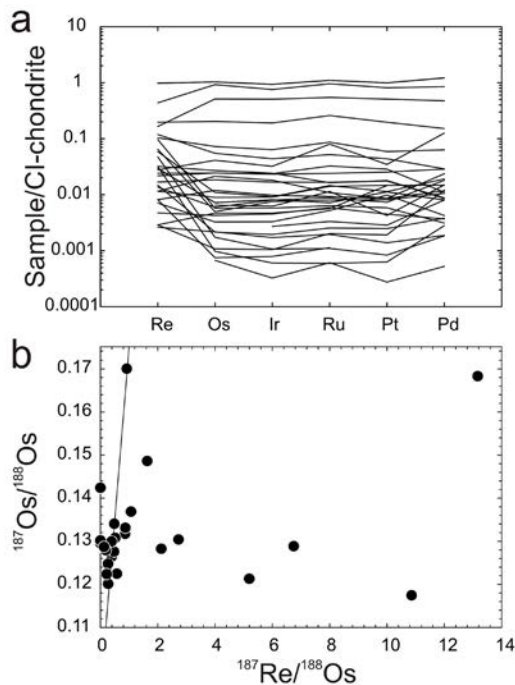 a
10
1
0.1
0.01
0.001
0.0001
Sample/CI-chondrite
Re Os Ir Ru Pt Pd
b
0.17
0.16
0.15
0.14
0.13
0.12
0.11
¹⁸⁷Os/¹⁸⁸Os
0 2 4 6 8 10 12 14
¹⁸⁷Re/¹⁸⁸Os